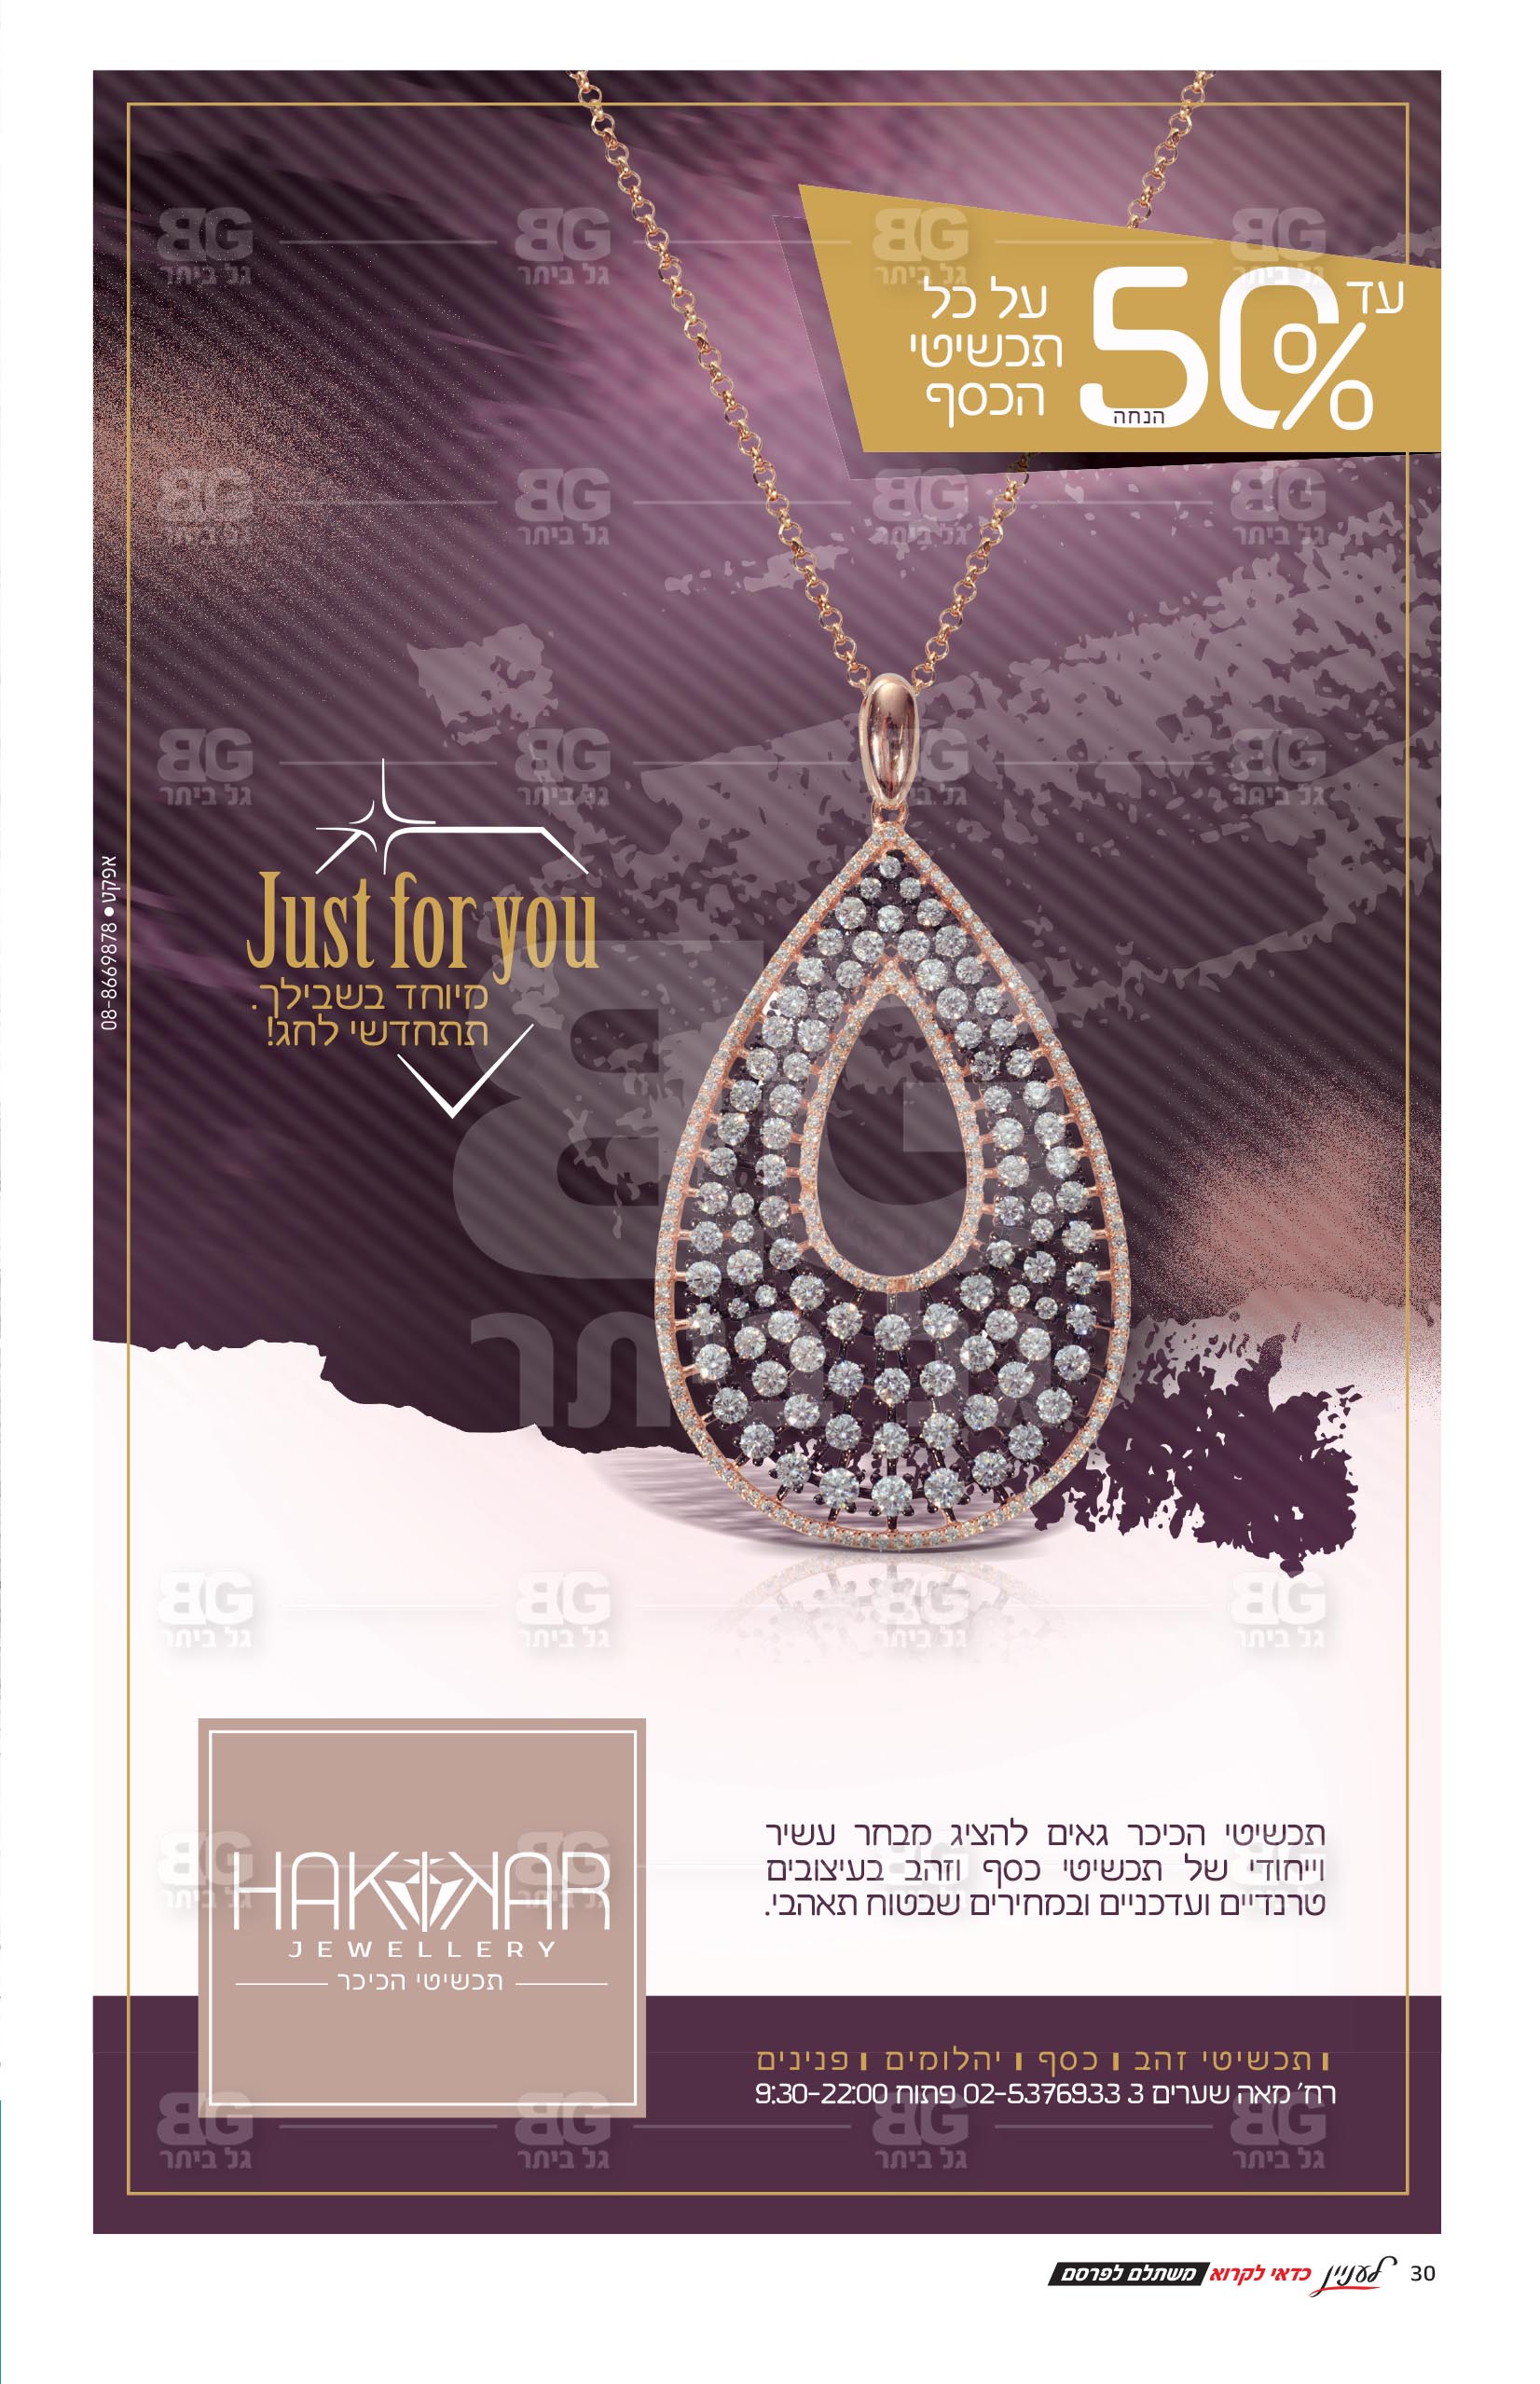 עד
50%
הנחה
על כל
תכשיטי
הכסף
Just for you
מיוחד בשבילך.
תתחדשי לחג!
אפקט • 08-8669878
תכשיטי הכיכר גאים להציג מבחר עשיר
וייחודי של תכשיטי כסף וזהב בעיצובים
טרנדיים ועדכניים ובמחירים שבטוח תאהבי.
HAKIKAR
JEWELLERY
תכשיטי הכיכר
ו תכשיטי זהב ו כסף ו יהלומים ו פנינים
רח' מאה שערים 3 02-5376933 פתוח 9:30-22:00
30 לעניין כדאי לקרוא משתלם לפרסם
BG
גל ביתר